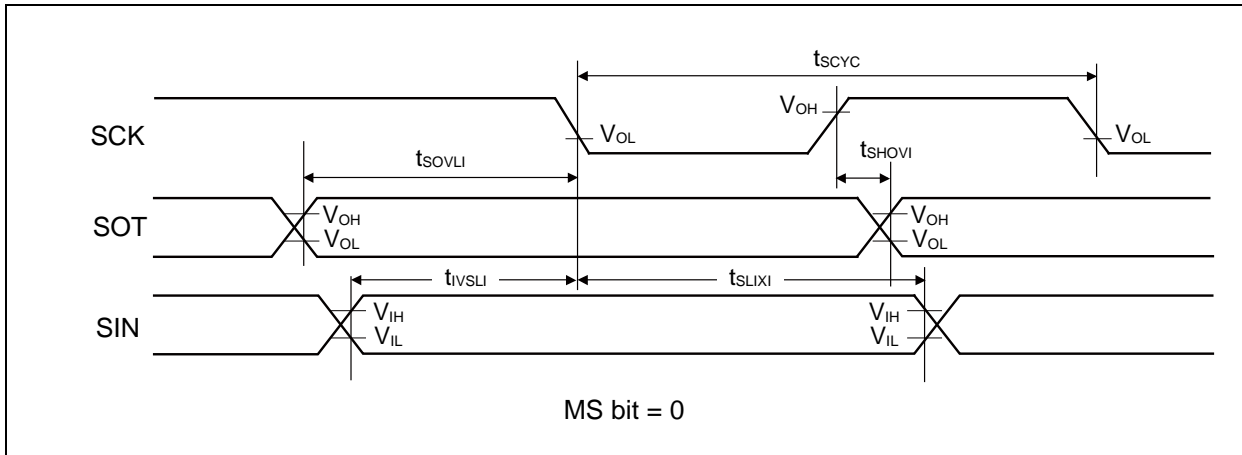 tSCYC
SCK
VOL
VOH
VOL
tSOVLI
tSHOVI
SOT
VOH
VOL
VOH
VOL
tIVSLI
tSLIXI
SIN
VIH
VIL
VIH
VIL
MS bit = 0